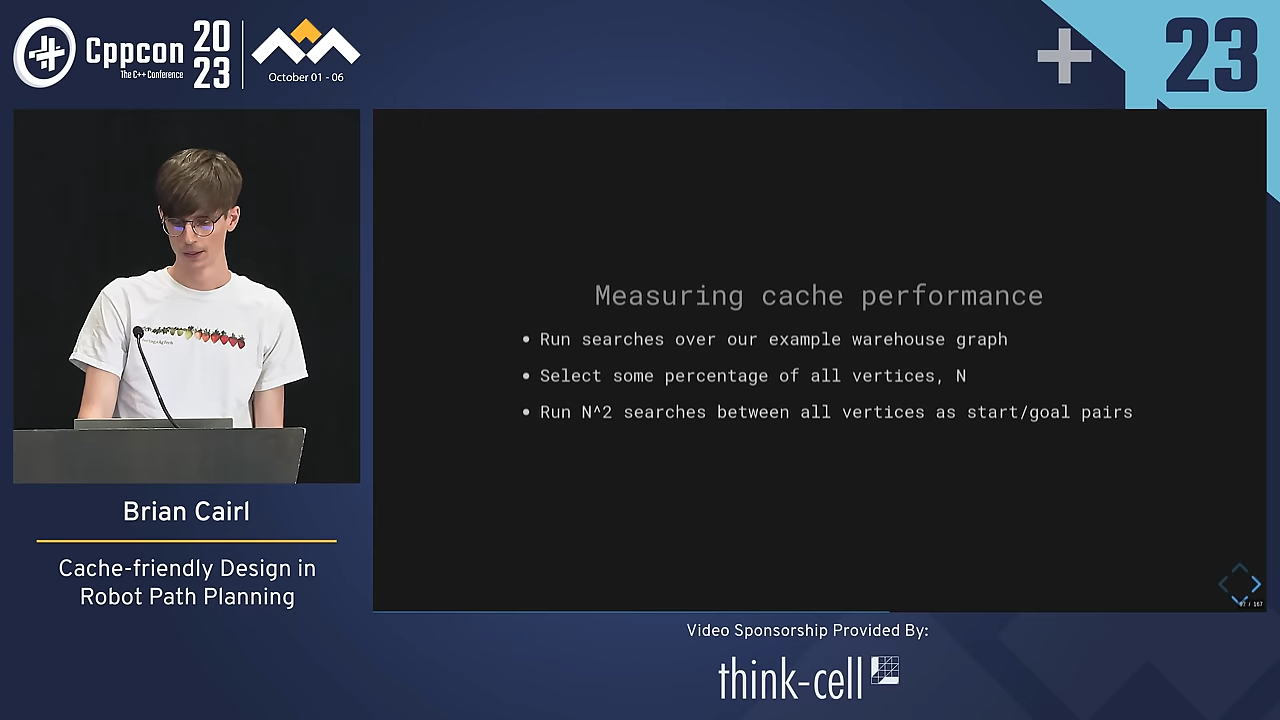 Cppcon
The C++ Conference
20
23
October 01 - 06
23
Measuring cache performance
• Run searches over our example warehouse graph
• Select some percentage of all vertices, N
• Run N^2 searches between all vertices as start/goal pairs
/ 167
Brian Cairl
Cache-friendly Design in
Robot Path Planning
Video Sponsorship Provided By:
think-cell